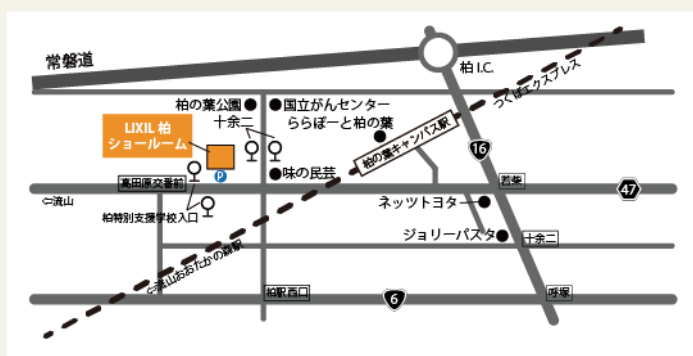 常磐道
柏 I.C.
つくばエクスプレス
柏の葉公園
国立がんセンター
十余二
ららぽーと柏の葉
LIXIL 柏
ショールーム
柏の葉キャンパス駅
16
味の民芸
P
高田原交番前
若柴
47
⇦流山
柏特別支援学校入口
ネッツトヨタ
ジョリーパスタ
十余二
⇦流山おおたかの森駅
柏駅西口
6
呼塚